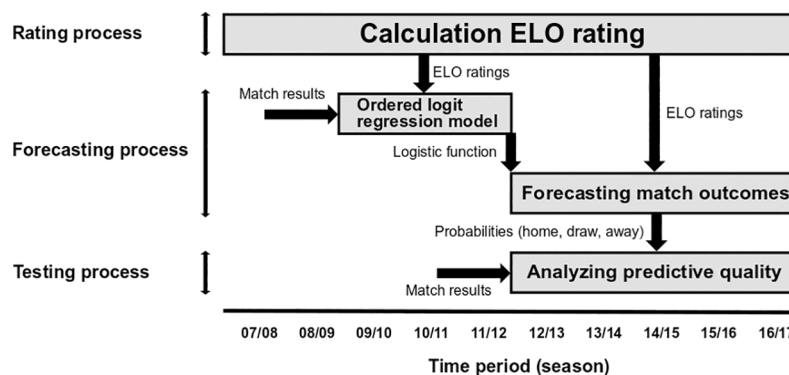 Rating process
Calculation ELO rating
ELO ratings
Match results
Ordered logit
regression model
ELO ratings
Forecasting process
Logistic function
Forecasting match outcomes
Probabilities (home, draw, away)
Testing process
Analyzing predictive quality
Match results
07/08 08/09 09/10 10/11 11/12 12/13 13/14 14/15 15/16 16/17
Time period (season)